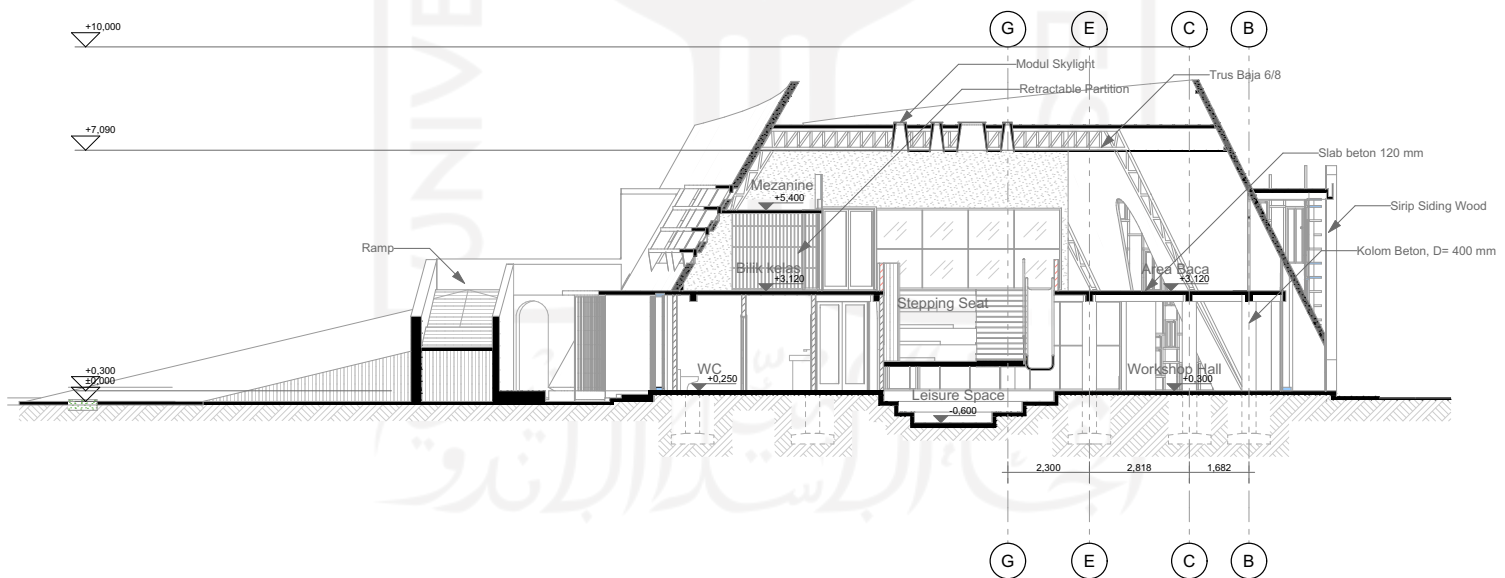 +10,000
G
E
C
B
Modul Skylight
Trus Baja 6/8
Retractable Partition
+7,090
Slab beton 120 mm
Mezanine
+5,400
Sirip Siding Wood
Ramp
Kolom Beton, D= 400 mm
Bilik kelas
+3,120
Area Baca
+3,120
Stepping Seat
WC
+0,250
Workshop Hall
+0,300
+0,300
±0,000
Leisure Space
-0,600
2,300
2,818
1,682
G
E
C
B
UNIVE